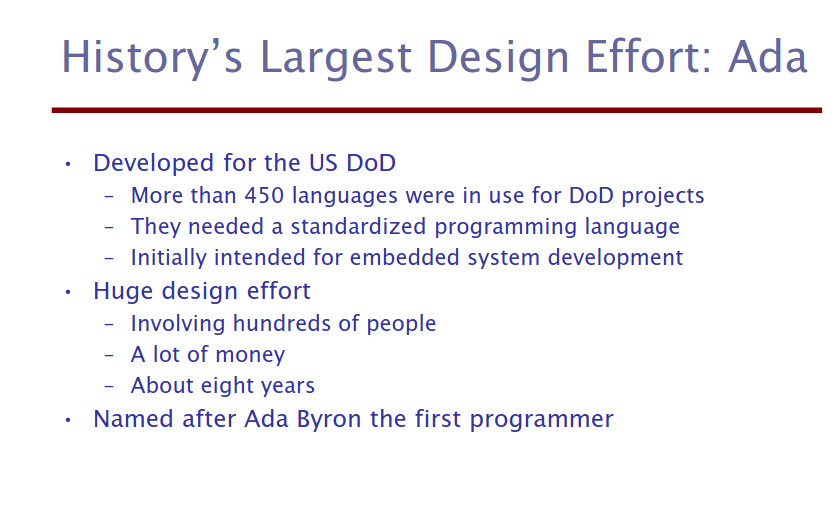 History’s Largest Design Effort: Ada
• Developed for the US DoD
– More than 450 languages were in use for DoD projects
– They needed a standardized programming language
– Initially intended for embedded system development
• Huge design effort
– Involving hundreds of people
– A lot of money
– About eight years
• Named after Ada Byron the first programmer